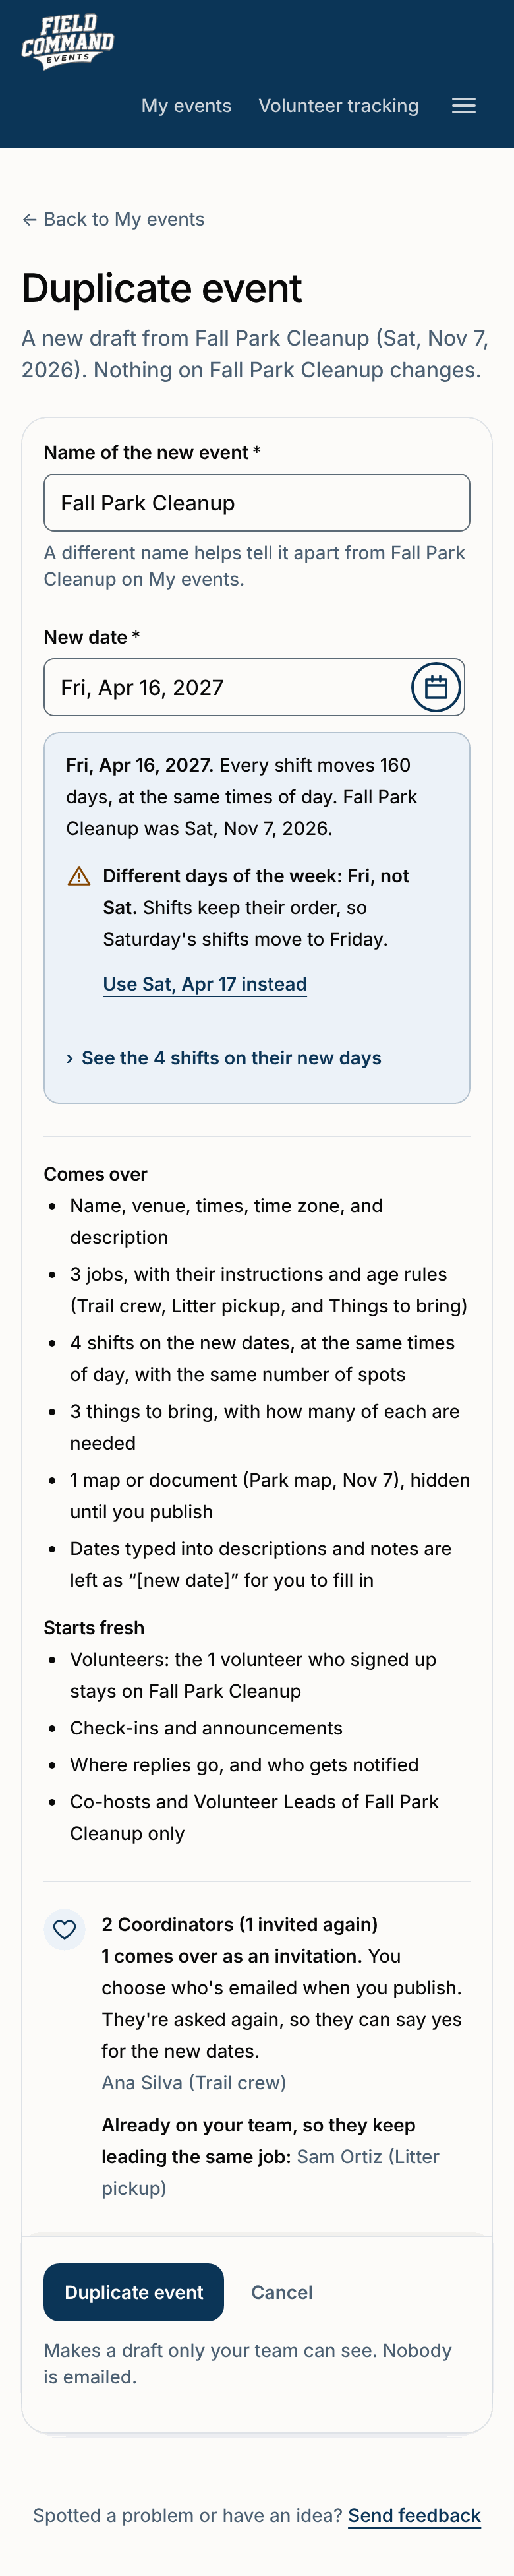 FIELD
COMMAND
EVENTS
My events Volunteer tracking
← Back to My events
Duplicate event
A new draft from Fall Park Cleanup (Sat, Nov 7,
2026). Nothing on Fall Park Cleanup changes.
Name of the new event *
Fall Park Cleanup
A different name helps tell it apart from Fall Park
Cleanup on My events.
New date *
Fri, Apr 16, 2027
Fri, Apr 16, 2027. Every shift moves 160
days, at the same times of day. Fall Park
Cleanup was Sat, Nov 7, 2026.
Different days of the week: Fri, not
Sat. Shifts keep their order, so
Saturday's shifts move to Friday.
Use Sat, Apr 17 instead
› See the 4 shifts on their new days
Comes over
• Name, venue, times, time zone, and
description
• 3 jobs, with their instructions and age rules
(Trail crew, Litter pickup, and Things to bring)
• 4 shifts on the new dates, at the same times
of day, with the same number of spots
• 3 things to bring, with how many of each are
needed
• 1 map or document (Park map, Nov 7), hidden
until you publish
• Dates typed into descriptions and notes are
left as “[new date]” for you to fill in
Starts fresh
• Volunteers: the 1 volunteer who signed up
stays on Fall Park Cleanup
• Check-ins and announcements
• Where replies go, and who gets notified
• Co-hosts and Volunteer Leads of Fall Park
Cleanup only
2 Coordinators (1 invited again)
1 comes over as an invitation. You
choose who's emailed when you publish.
They're asked again, so they can say yes
for the new dates.
Ana Silva (Trail crew)
Already on your team, so they keep
leading the same job: Sam Ortiz (Litter
pickup)
Duplicate event Cancel
Makes a draft only your team can see. Nobody
is emailed.
Spotted a problem or have an idea? Send feedback